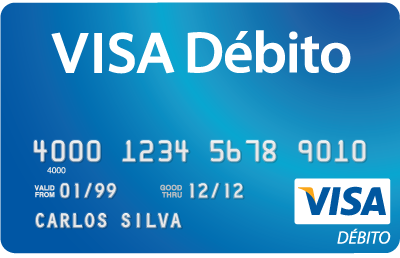 VISA Débito
4000 1234 5678 9010
4000
VALID FROM 01/99 GOOD THRU 12/12
CARLOS SILVA
VISA
DÉBITO